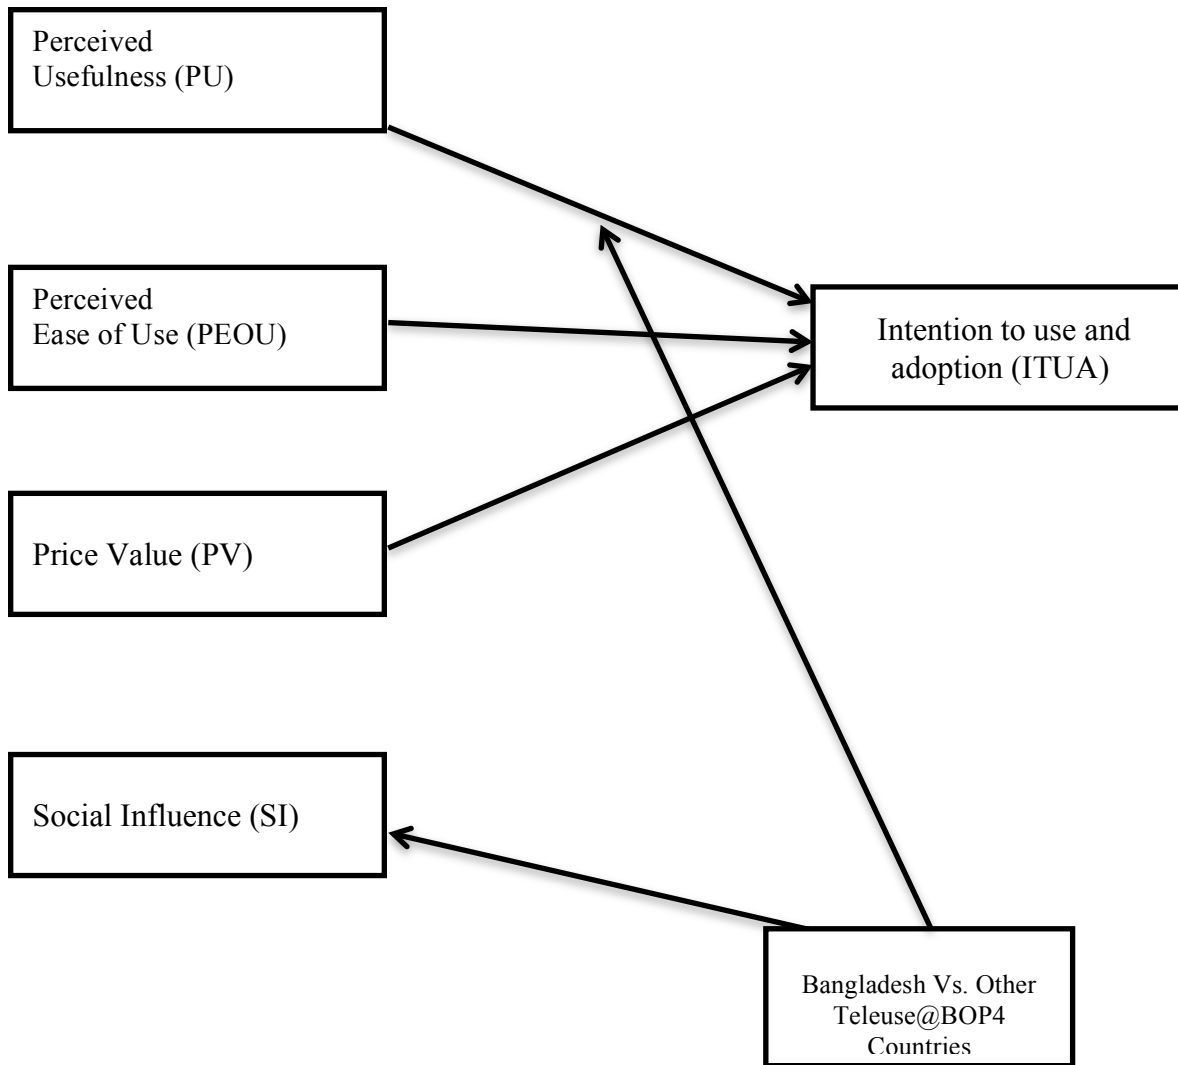 Perceived
Usefulness (PU)
Perceived
Ease of Use (PEOU)
Intention to use and
adoption (ITUA)
Price Value (PV)
Social Influence (SI)
Bangladesh Vs. Other
Teleuse@BOP4
Countries